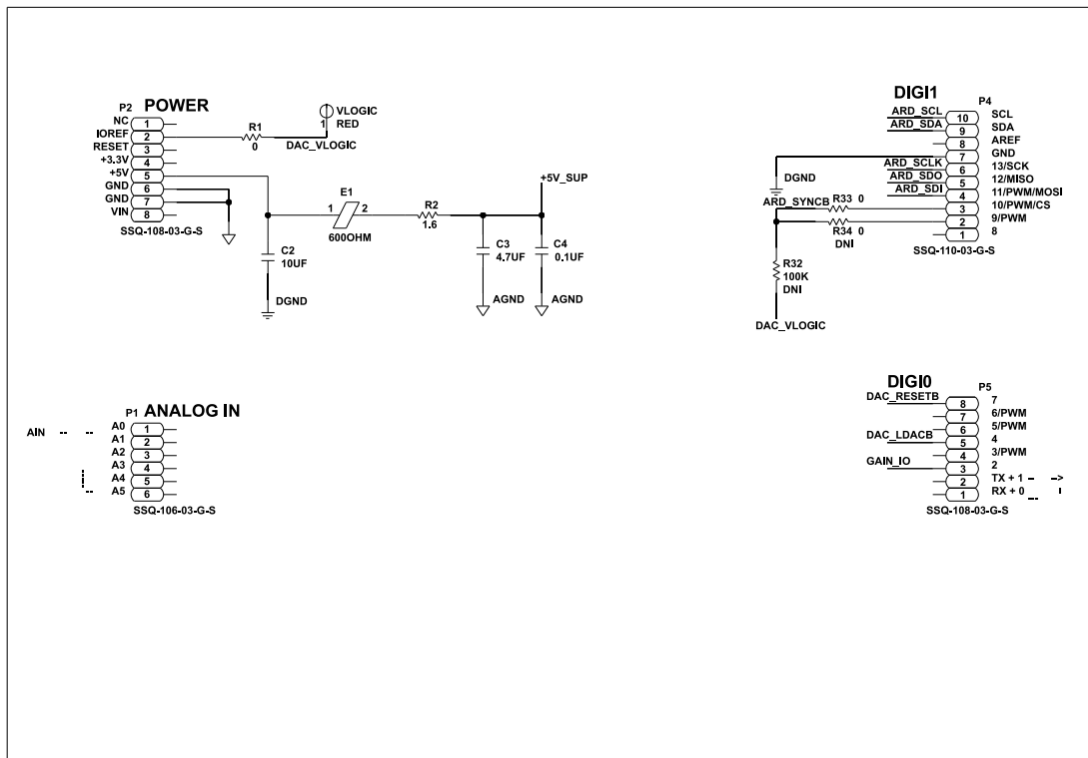 P2 POWER
NC 1
IOREF 2
RESET 3
+3.3V 4
+5V 5
GND 6
GND 7
VIN 8
SSQ-108-03-G-S
R1
0
VLOGIC
1 RED
DAC_VLOGIC
C2
10UF
DGND
E1
1 2
600OHM
R2
1.6
+5V_SUP
C3
4.7UF
AGND
C4
0.1UF
AGND
DIGI1
P4
ARD_SCL 10 SCL
ARD_SDA 9 SDA
8 AREF
7 GND
ARD_SCLK 6 13/SCK
ARD_SDO 5 12/MISO
ARD_SDI 4 11/PWM/MOSI
3 10/PWM/CS
2 9/PWM
1 8
SSQ-110-03-G-S
DGND
ARD_SYNCB
R33 0
R34 0
DNI
R32
100K
DNI
DAC_VLOGIC
P1 ANALOG IN
AIN
A0 1
A1 2
A2 3
A3 4
A4 5
A5 6
SSQ-106-03-G-S
DIGI0
P5
DAC_RESETB 8 7
7 6/PWM
6 5/PWM
DAC_LDACB 5 4
4 3/PWM
GAIN_IO 3 2
2 TX + 1
1 RX + 0
SSQ-108-03-G-S